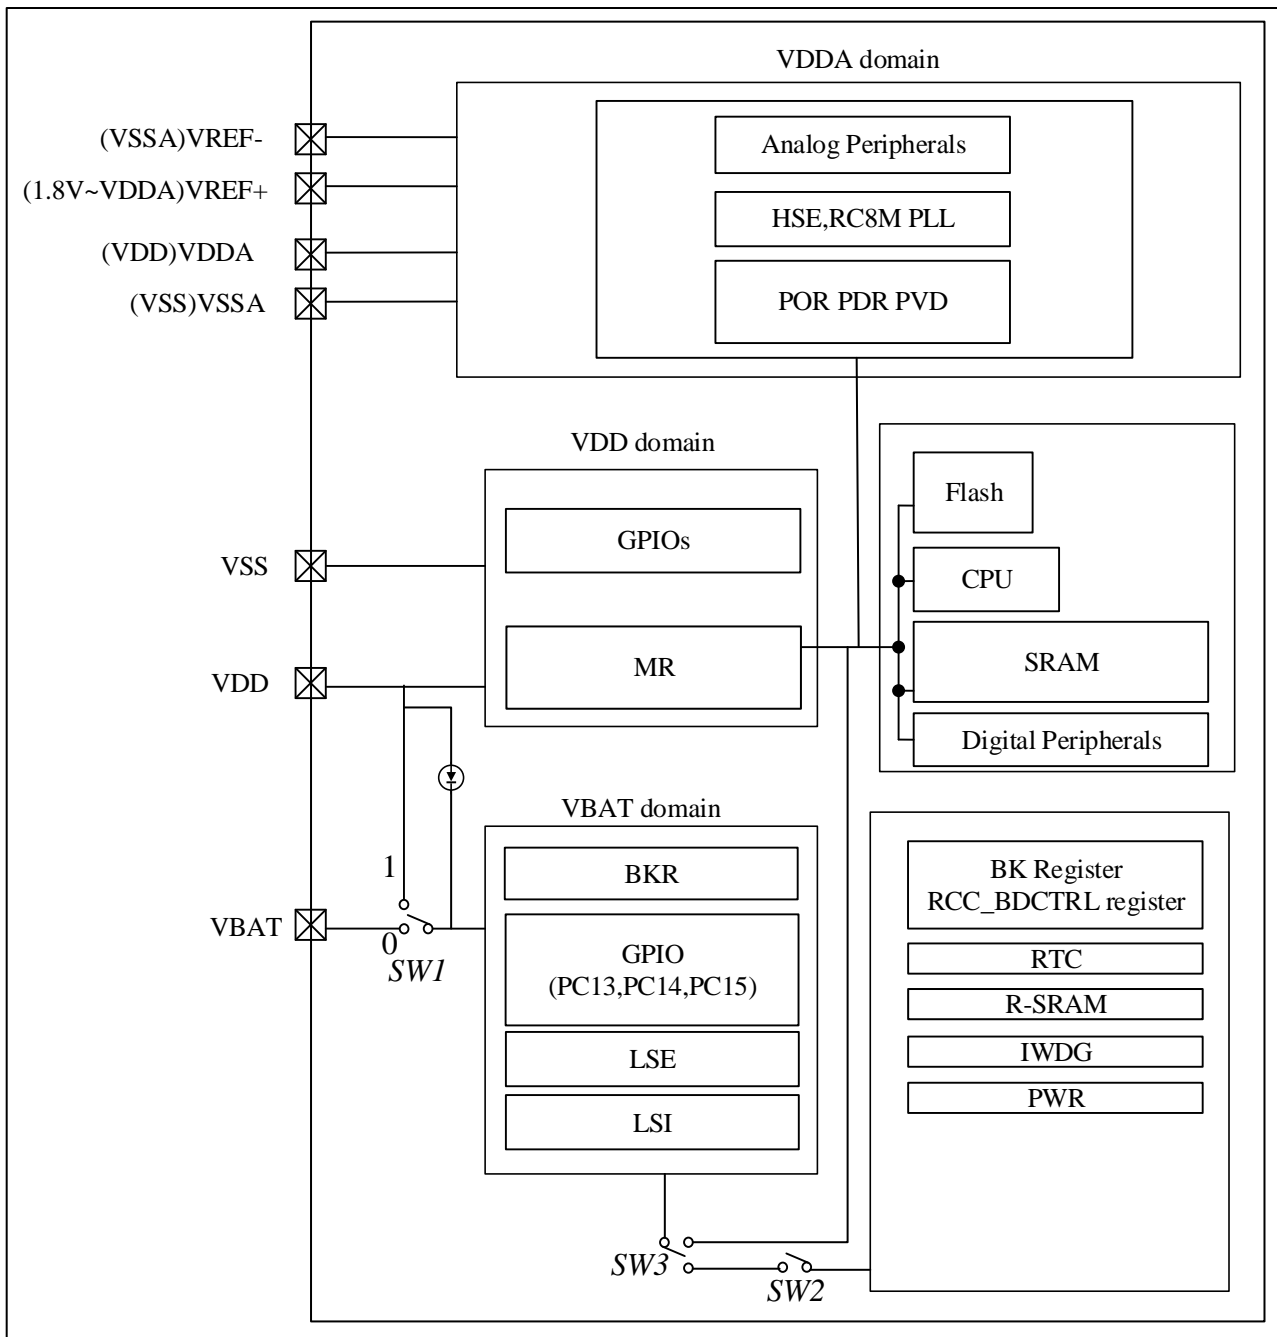 VDDA domain
(VSSA)VREF-
(1.8V~VDDA)VREF+
(VDD)VDDA
(VSS)VSSA
Analog Peripherals
HSE,RC8M PLL
POR PDR PVD
VDD domain
VSS
VDD
GPIOs
MR
Flash
CPU
SRAM
Digital Peripherals
VBAT domain
1
VBAT
0
SW1
BKR
GPIO
(PC13,PC14,PC15)
LSE
LSI
BK Register
RCC_BDCTRL register
RTC
R-SRAM
IWDG
PWR
SW3
SW2